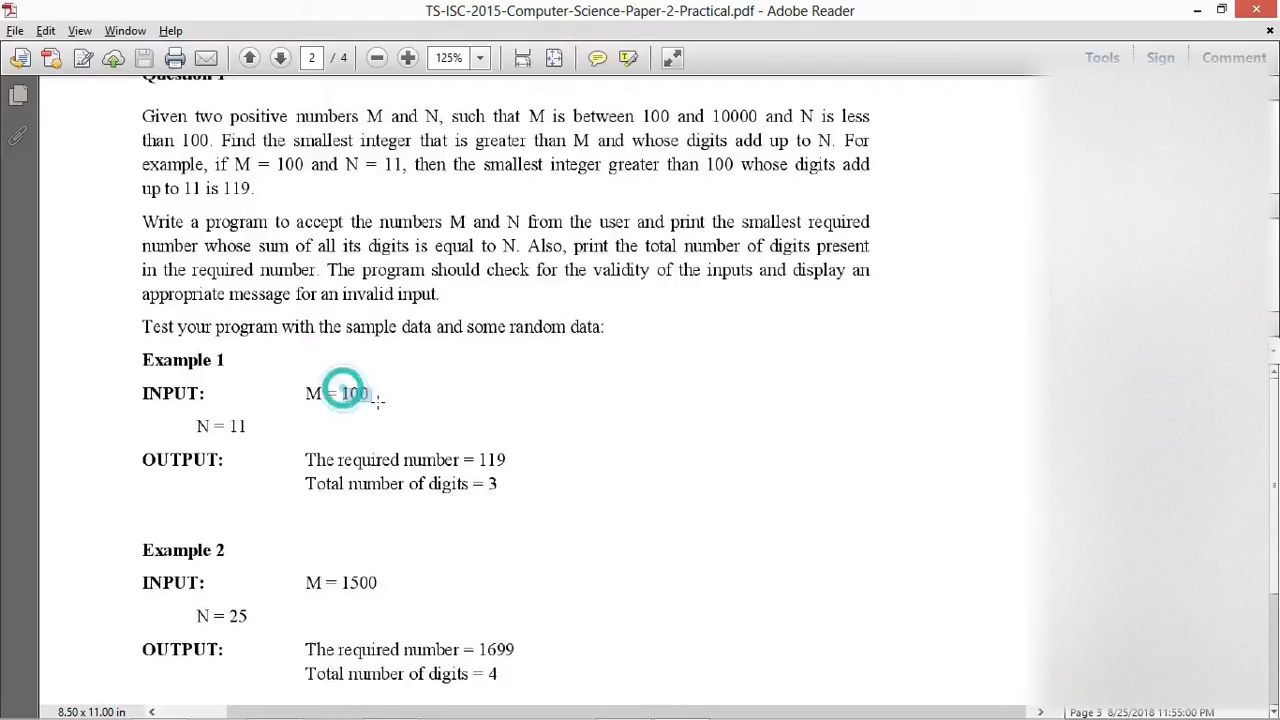 TS-ISC-2015-Computer-Science-Paper-2-Practical.pdf - Adobe Reader
File Edit View Window Help
2 / 4 125% Tools Sign Comment
Question 1
Given two positive numbers M and N, such that M is between 100 and 10000 and N is less
than 100. Find the smallest integer that is greater than M and whose digits add up to N. For
example, if M = 100 and N = 11, then the smallest integer greater than 100 whose digits add
up to 11 is 119.
Write a program to accept the numbers M and N from the user and print the smallest required
number whose sum of all its digits is equal to N. Also, print the total number of digits present
in the required number. The program should check for the validity of the inputs and display an
appropriate message for an invalid input.
Test your program with the sample data and some random data:
Example 1
INPUT: M = 100
N = 11
OUTPUT: The required number = 119
Total number of digits = 3
Example 2
INPUT: M = 1500
N = 25
OUTPUT: The required number = 1699
Total number of digits = 4
8.50 x 11.00 in Page 3 8/25/2018 11:55:00 PM